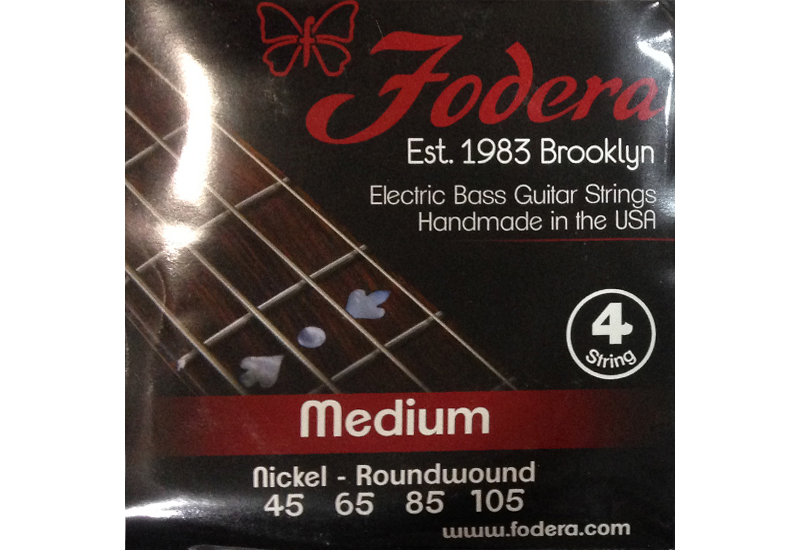 Fodera
Est. 1983 Brooklyn
Electric Bass Guitar Strings
Handmade in the USA
4
String
Medium
Nickel - Roundwound
45 65 85 105
www.fodera.com